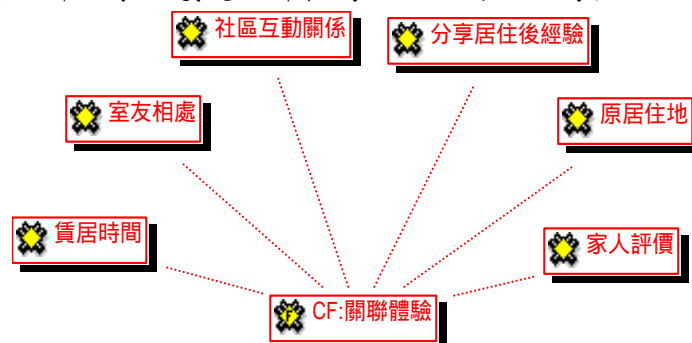 社區互動關係
分享居住後經驗
室友相處
原居住地
賃居時間
家人評價
CF:關聯體驗